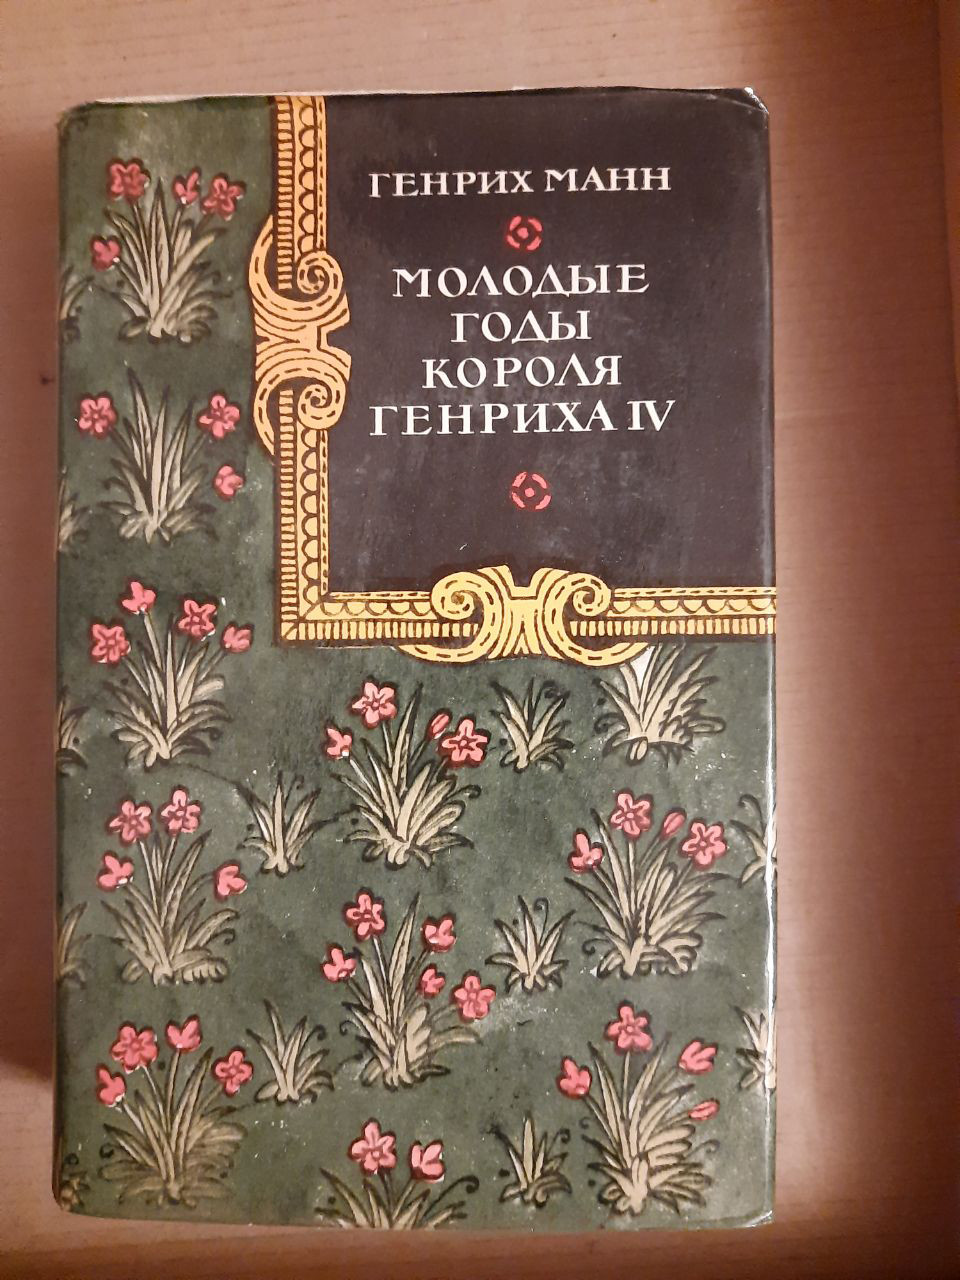 ГЕНРИХ МАНН
МОЛОДЫЕ
ГОДЫ
КОРОЛЯ
ГЕНРИХА IV